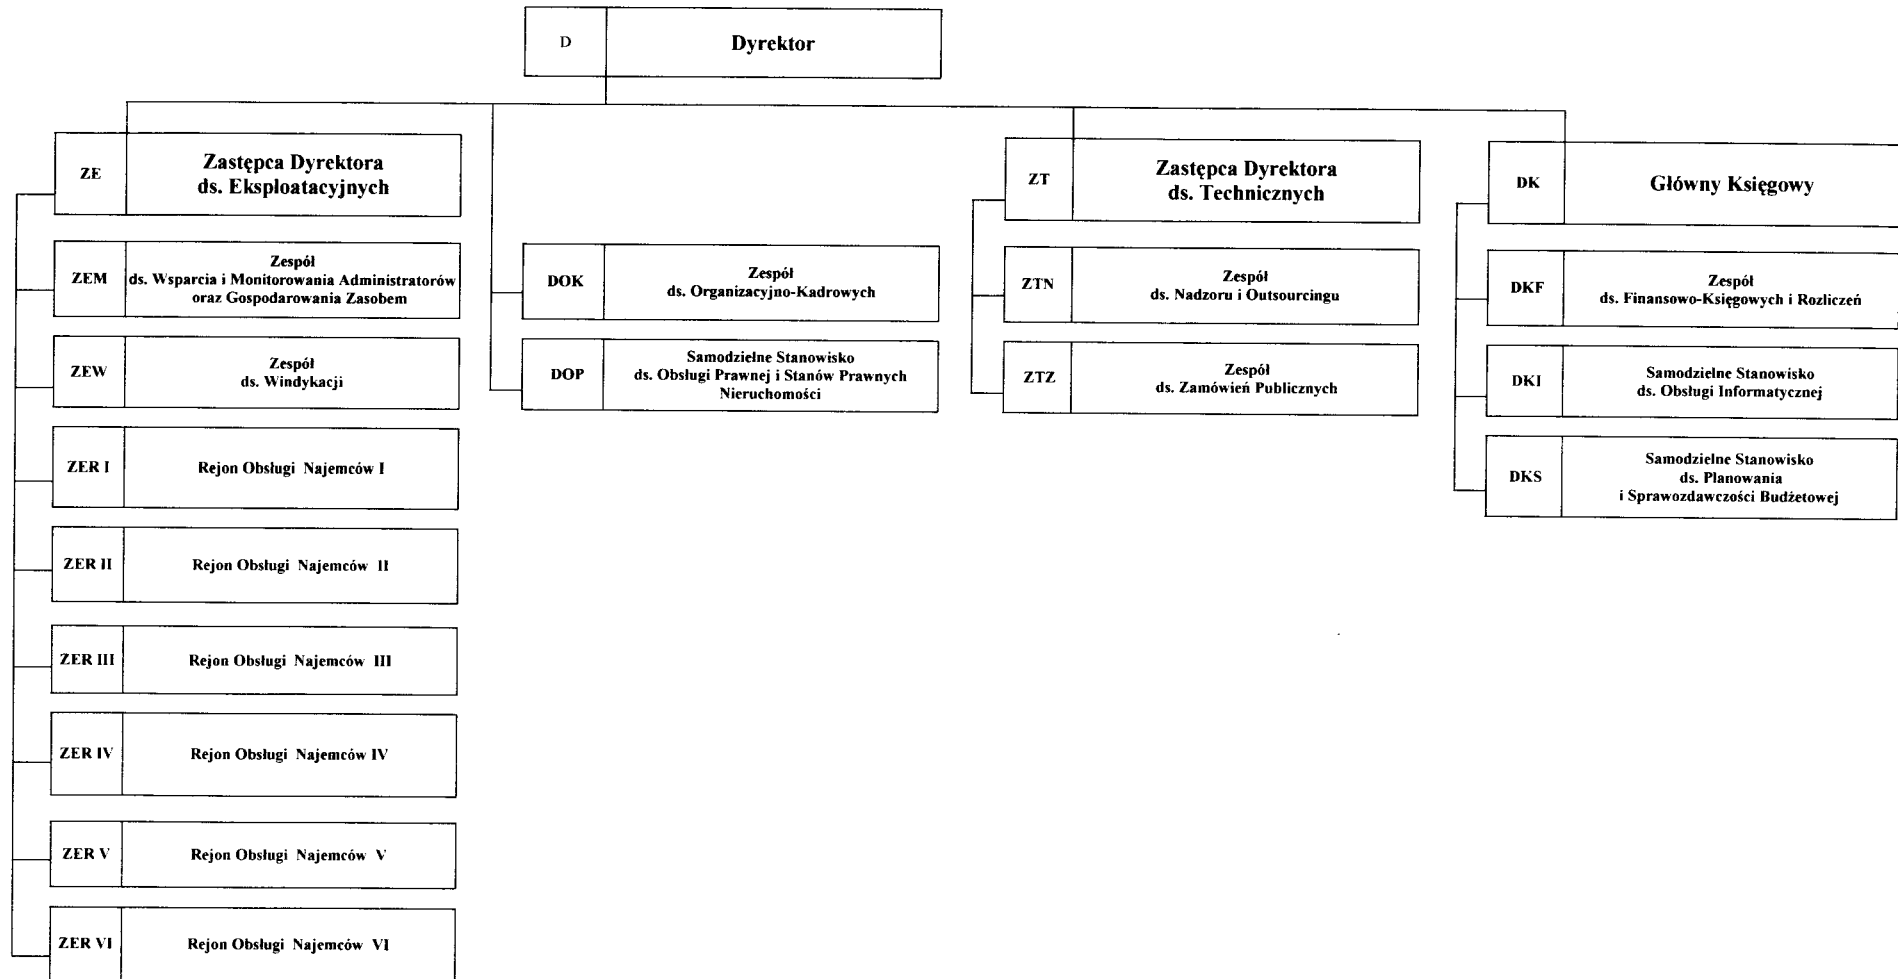 D
Dyrektor
ZE
Zastępca Dyrektora
ds. Eksploatacyjnych
ZEM
Zespół
ds. Wsparcia i Monitorowania Administratorów
oraz Gospodarowania Zasobem
ZEW
Zespół
ds. Windykacji
ZER I
Rejon Obsługi Najemców I
ZER II
Rejon Obsługi Najemców II
ZER III
Rejon Obsługi Najemców III
ZER IV
Rejon Obsługi Najemców IV
ZER V
Rejon Obsługi Najemców V
ZER VI
Rejon Obsługi Najemców VI
DOK
Zespół
ds. Organizacyjno-Kadrowych
DOP
Samodzielne Stanowisko
ds. Obsługi Prawnej i Stanów Prawnych
Nieruchomości
ZT
Zastępca Dyrektora
ds. Technicznych
ZTN
Zespół
ds. Nadzoru i Outsourcingu
ZTZ
Zespół
ds. Zamówień Publicznych
DK
Główny Księgowy
DKF
Zespół
ds. Finansowo-Księgowych i Rozliczeń
DKI
Samodzielne Stanowisko
ds. Obsługi Informatycznej
DKS
Samodzielne Stanowisko
ds. Planowania
i Sprawozdawczości Budżetowej